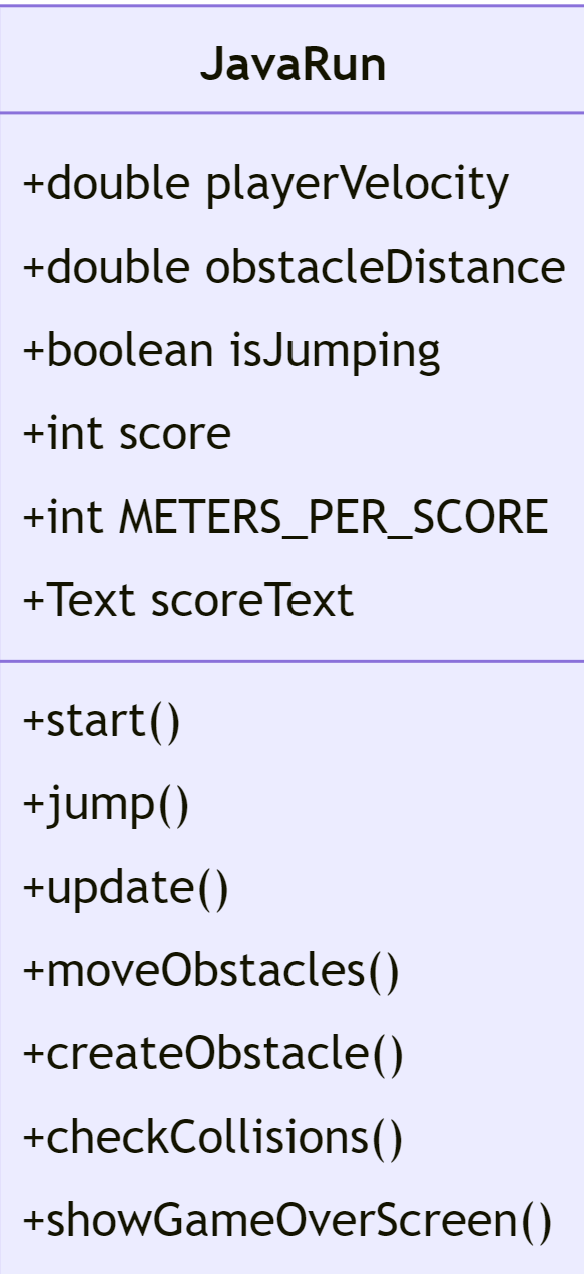 JavaRun
+double playerVelocity
+double obstacleDistance
+boolean isJumping
+int score
+int METERS_PER_SCORE
+Text scoreText
+start()
+jump()
+update()
+moveObstacles()
+createObstacle()
+checkCollisions()
+showGameOverScreen()